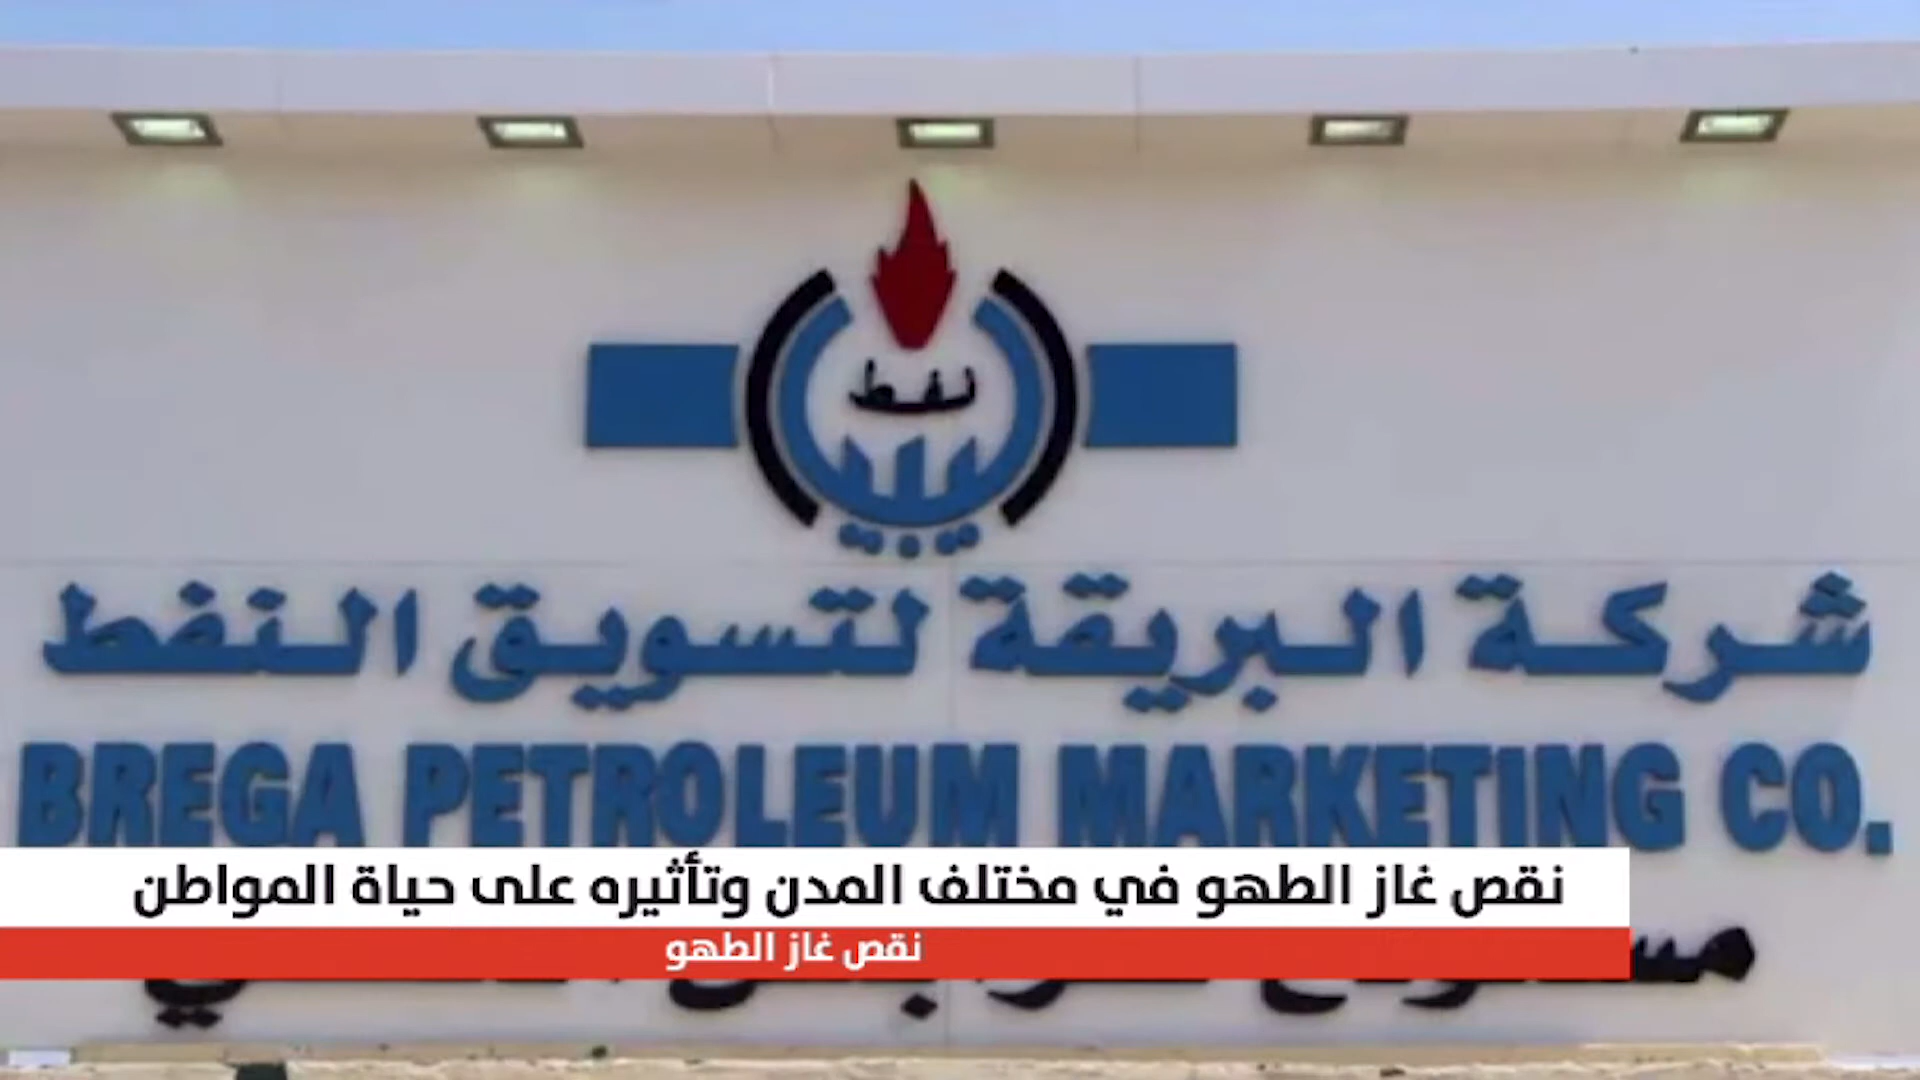 نفط
ليبيا
شركة البريقة لتسويق النفط
BREGA PETROLEUM MARKETING CO.
نقص غاز الطهو في مختلف المدن وتأثيره على حياة المواطن
نقص غاز الطهو